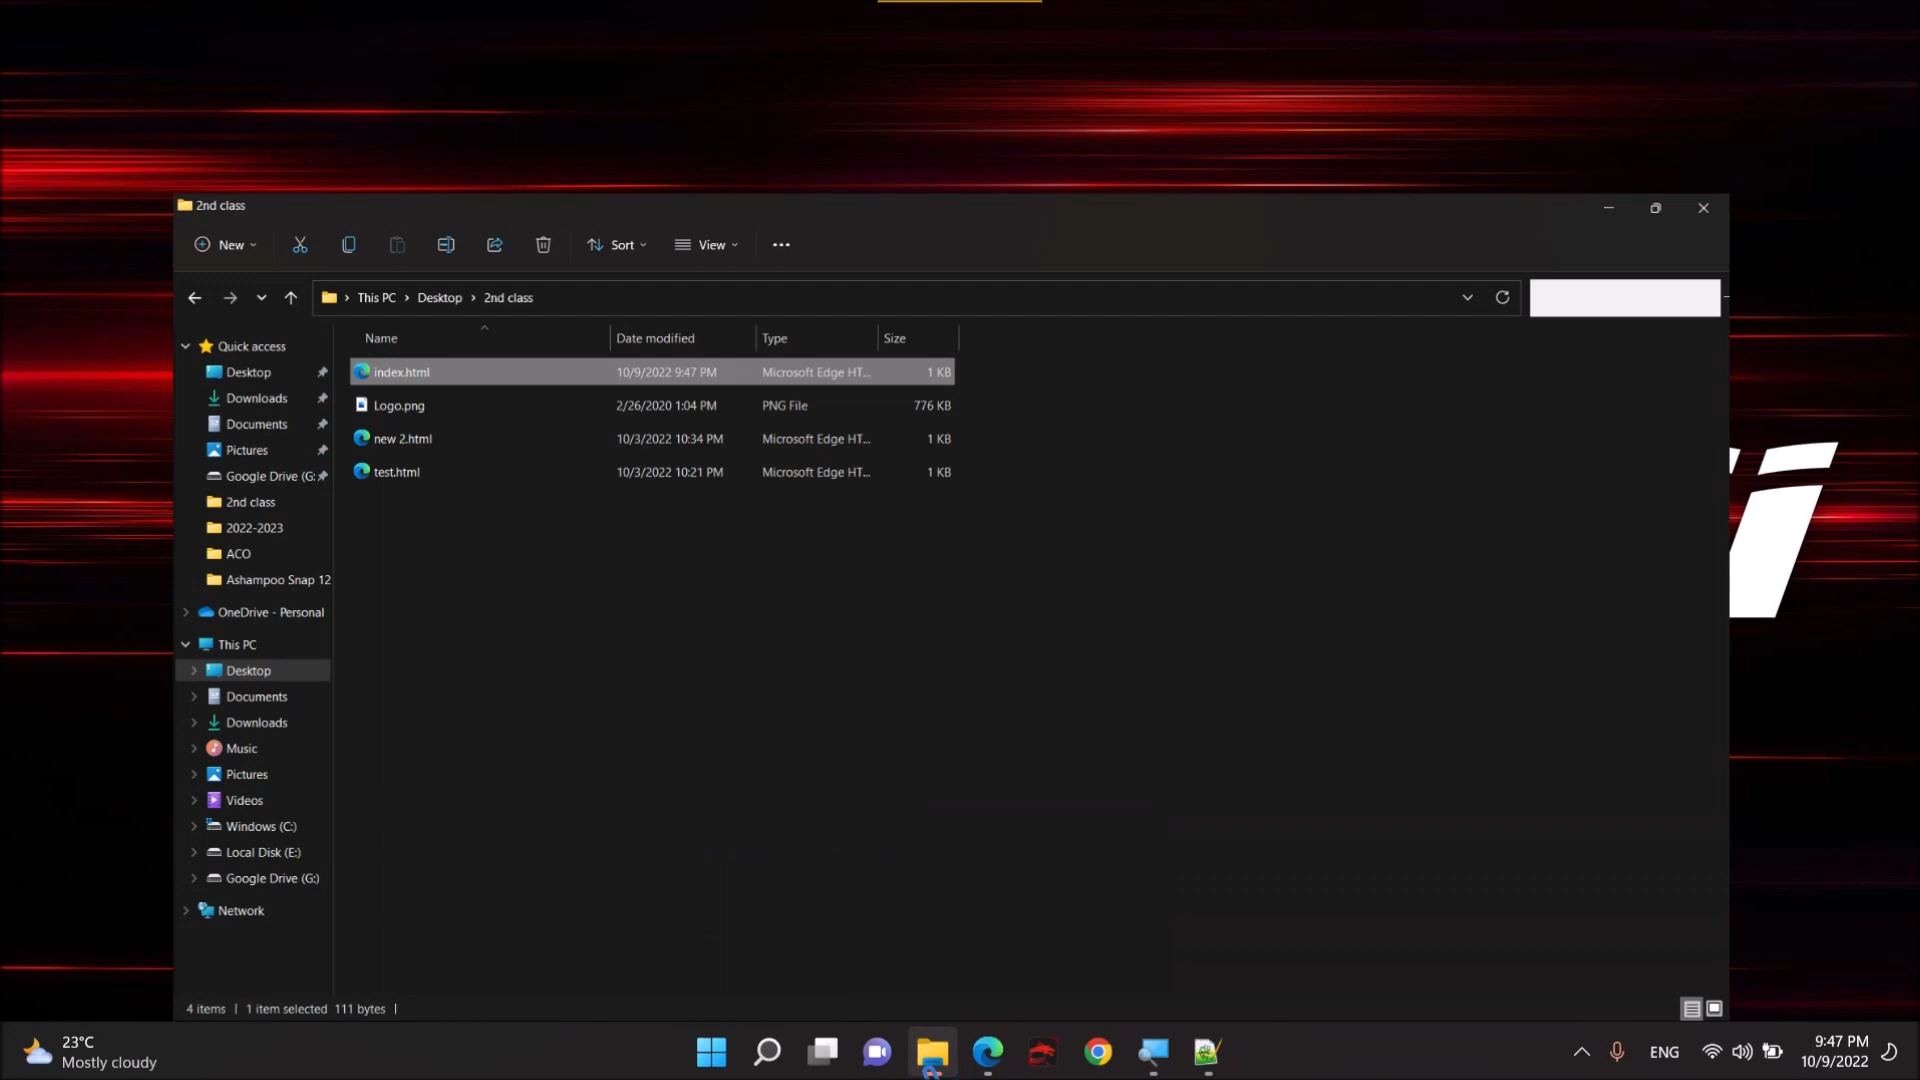 2nd class
New
Sort
View
This PC
Desktop
2nd class
Name
Date modified
Type
Size
Quick access
Desktop
Downloads
Documents
Pictures
Google Drive (G:
2nd class
2022-2023
ACO
Ashampoo Snap 12
OneDrive - Personal
This PC
Desktop
Documents
Downloads
Music
Pictures
Videos
Windows (C:)
Local Disk (E:)
Google Drive (G:)
Network
index.html 10/9/2022 9:47 PM Microsoft Edge HT... 1 KB
Logo.png 2/26/2020 1:04 PM PNG File 776 KB
new 2.html 10/3/2022 10:34 PM Microsoft Edge HT... 1 KB
test.html 10/3/2022 10:21 PM Microsoft Edge HT... 1 KB
4 items | 1 item selected 111 bytes |
23°C
Mostly cloudy
ENG
9:47 PM
10/9/2022